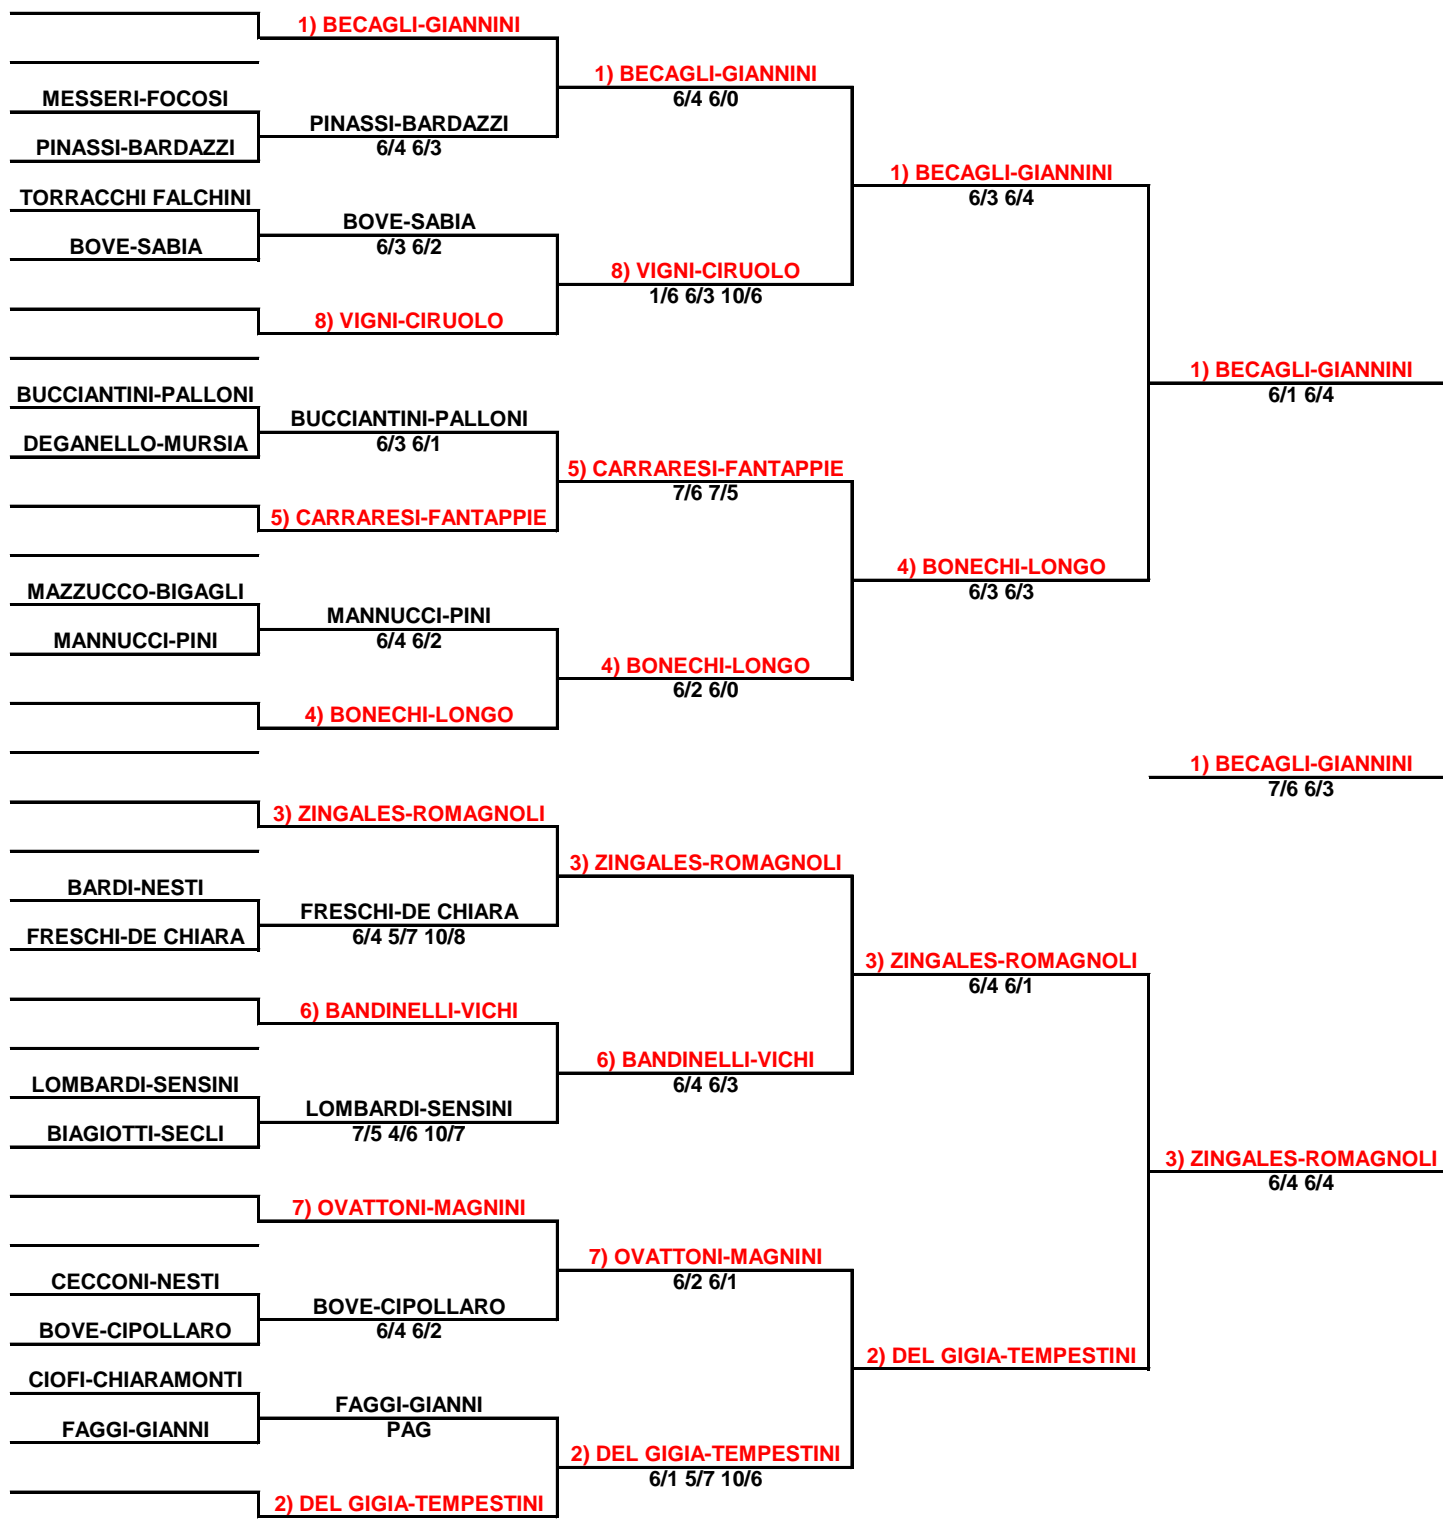 1) BECAGLI-GIANNINI
MESSERI-FOCOSI
PINASSI-BARDAZZI
PINASSI-BARDAZZI
6/4 6/3
1) BECAGLI-GIANNINI
6/4 6/0
TORRACCHI FALCHINI
BOVE-SABIA
BOVE-SABIA
6/3 6/2
8) VIGNI-CIRUOLO
8) VIGNI-CIRUOLO
1/6 6/3 10/6
1) BECAGLI-GIANNINI
6/3 6/4
BUCCIANTINI-PALLONI
DEGANELLO-MURSIA
BUCCIANTINI-PALLONI
6/3 6/1
5) CARRARESI-FANTAPPIE
5) CARRARESI-FANTAPPIE
7/6 7/5
MAZZUCCO-BIGAGLI
MANNUCCI-PINI
MANNUCCI-PINI
6/4 6/2
4) BONECHI-LONGO
4) BONECHI-LONGO
6/2 6/0
4) BONECHI-LONGO
6/3 6/3
1) BECAGLI-GIANNINI
6/1 6/4
1) BECAGLI-GIANNINI
7/6 6/3
3) ZINGALES-ROMAGNOLI
BARDI-NESTI
FRESCHI-DE CHIARA
FRESCHI-DE CHIARA
6/4 5/7 10/8
3) ZINGALES-ROMAGNOLI
6) BANDINELLI-VICHI
LOMBARDI-SENSINI
BIAGIOTTI-SECLI
LOMBARDI-SENSINI
7/5 4/6 10/7
6) BANDINELLI-VICHI
6/4 6/3
3) ZINGALES-ROMAGNOLI
6/4 6/1
7) OVATTONI-MAGNINI
CECCONI-NESTI
BOVE-CIPOLLARO
BOVE-CIPOLLARO
6/4 6/2
7) OVATTONI-MAGNINI
6/2 6/1
CIOFI-CHIARAMONTI
FAGGI-GIANNI
FAGGI-GIANNI
PAG
2) DEL GIGIA-TEMPESTINI
2) DEL GIGIA-TEMPESTINI
6/1 5/7 10/6
2) DEL GIGIA-TEMPESTINI
3) ZINGALES-ROMAGNOLI
6/4 6/4